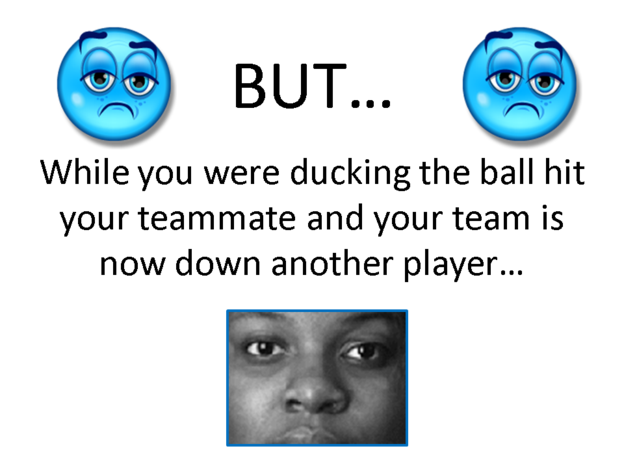 BUT…
While you were ducking the ball hit
your teammate and your team is
now down another player…